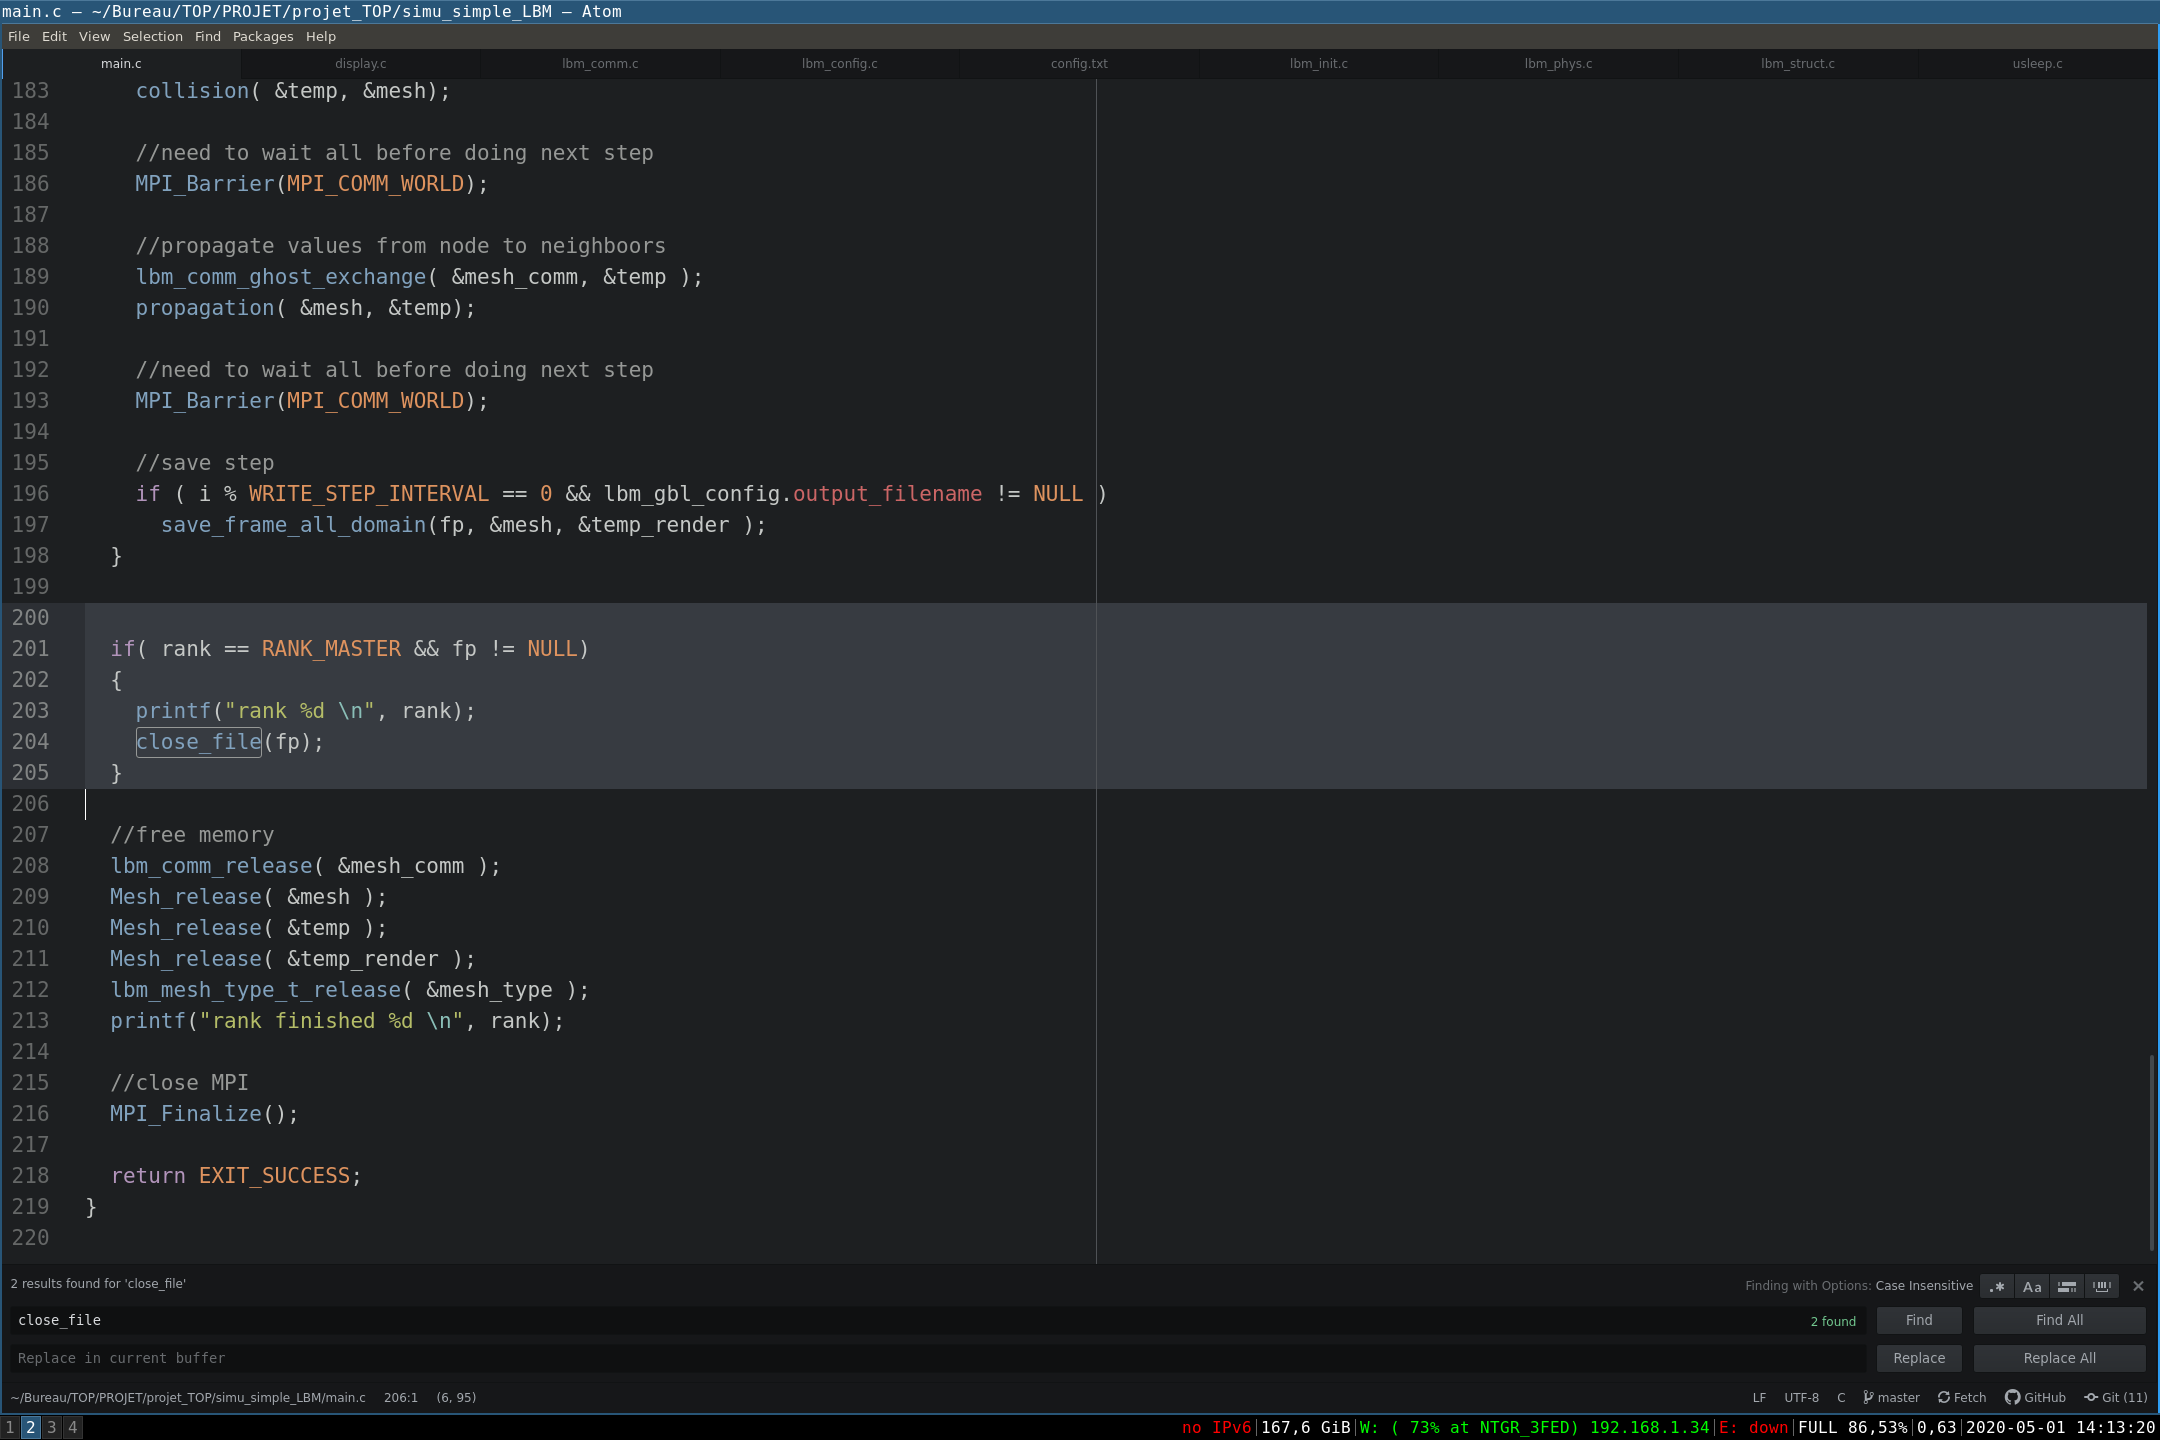 main.c — ~/Bureau/TOP/PROJET/projet_TOP/simu_simple_LBM — Atom
File Edit View Selection Find Packages Help
main.c display.c lbm_comm.c lbm_config.c config.txt lbm_init.c lbm_phys.c lbm_struct.c usleep.c
183 collision( &temp, &mesh);
184
185 //need to wait all before doing next step
186 MPI_Barrier(MPI_COMM_WORLD);
187
188 //propagate values from node to neighboors
189 lbm_comm_ghost_exchange( &mesh_comm, &temp );
190 propagation( &mesh, &temp);
191
192 //need to wait all before doing next step
193 MPI_Barrier(MPI_COMM_WORLD);
194
195 //save step
196 if ( i % WRITE_STEP_INTERVAL == 0 && lbm_gbl_config.output_filename != NULL )
197 save_frame_all_domain(fp, &mesh, &temp_render );
198 }
199
200
201 if( rank == RANK_MASTER && fp != NULL)
202 {
203 printf("rank %d \n", rank);
204 close_file(fp);
205 }
206
207 //free memory
208 lbm_comm_release( &mesh_comm );
209 Mesh_release( &mesh );
210 Mesh_release( &temp );
211 Mesh_release( &temp_render );
212 lbm_mesh_type_t_release( &mesh_type );
213 printf("rank finished %d \n", rank);
214
215 //close MPI
216 MPI_Finalize();
217
218 return EXIT_SUCCESS;
219 }
220
2 results found for 'close_file' Finding with Options: Case Insensitive .* Aa
close_file 2 found Find Find All
Replace in current buffer Replace Replace All
~/Bureau/TOP/PROJET/projet_TOP/simu_simple_LBM/main.c 206:1 (6, 95) LF UTF-8 C master Fetch GitHub Git (11)
1 2 3 4 no IPv6|167,6 GiB|W: ( 73% at NTGR_3FED) 192.168.1.34|E: down|FULL 86,53%|0,63|2020-05-01 14:13:20